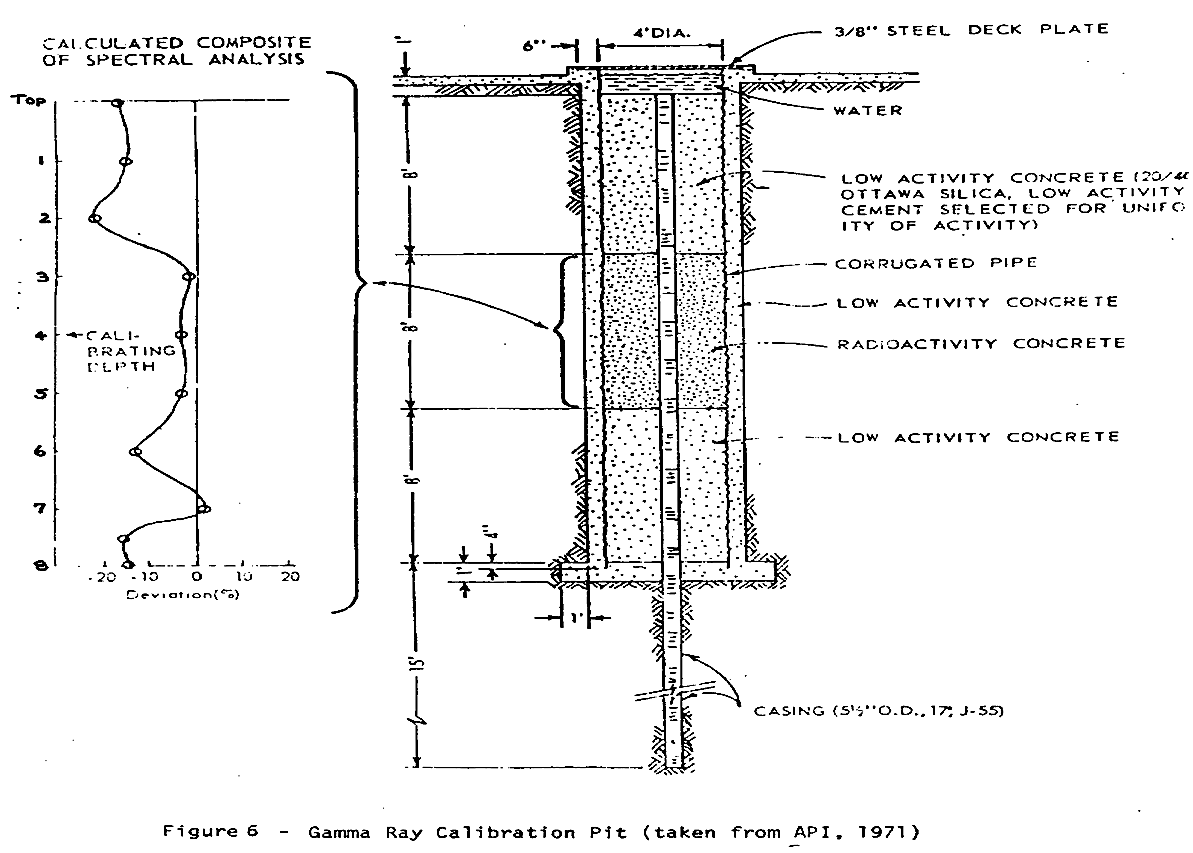 CALCULATED COMPOSITE
OF SPECTRAL ANALYSIS
Top
1
2
3
4
CALI-
BRATING
DEPTH
5
6
7
8
-20 -10 0 10 20
Deviation(%)
1'
6"
4'DIA.
3/8" STEEL DECK PLATE
WATER
8'
LOW ACTIVITY CONCRETE (20/40
OTTAWA SILICA, LOW ACTIVITY
CEMENT SELECTED FOR UNIFO
ITY OF ACTIVITY)
CORRUGATED PIPE
8'
LOW ACTIVITY CONCRETE
RADIOACTIVITY CONCRETE
LOW ACTIVITY CONCRETE
8'
4"
1'
1'
15'
CASING (5½" O.D., 17# J-55)
Figure 6 - Gamma Ray Calibration Pit (taken from API, 1971)